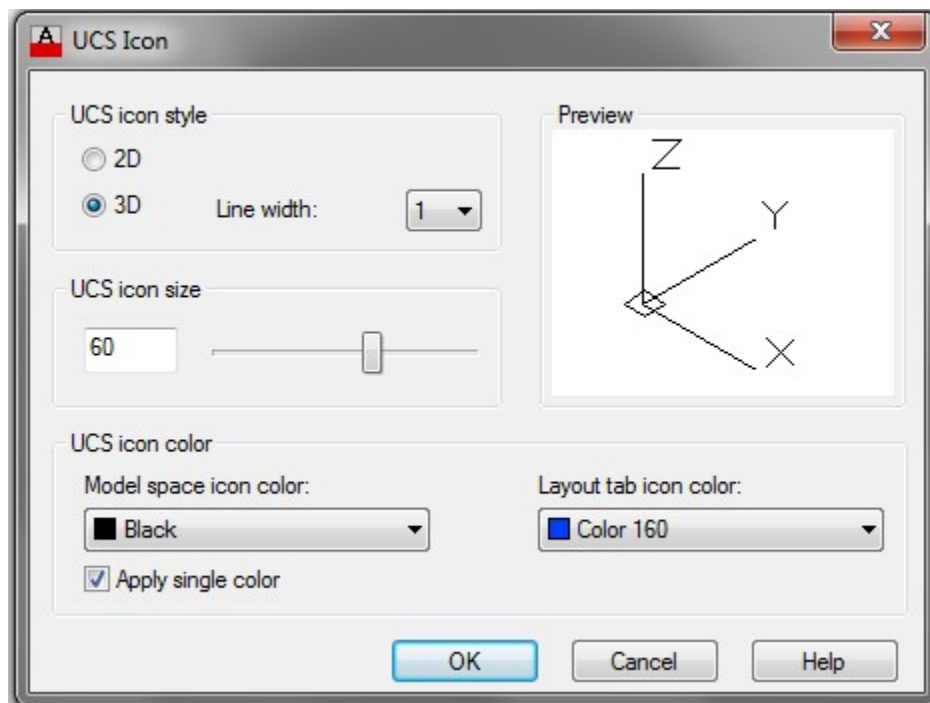 A UCS Icon
UCS icon style
2D
3D
Line width:
1
Preview
Z
Y
X
UCS icon size
60
UCS icon color
Model space icon color:
Black
Apply single color
Layout tab icon color:
Color 160
OK
Cancel
Help